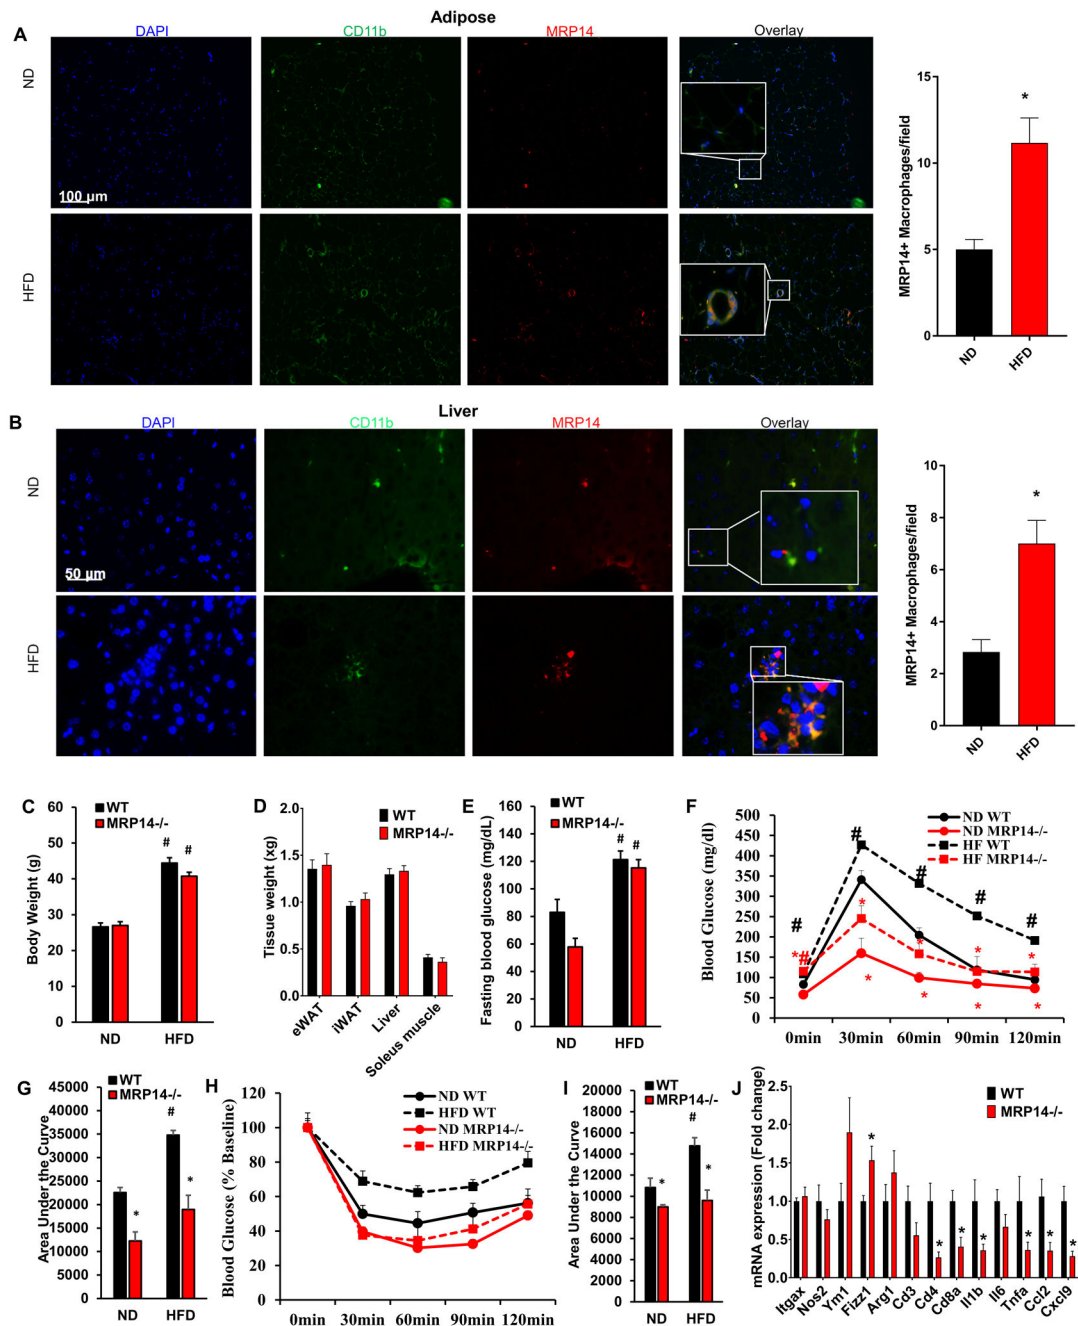 Adipose
A
DAPI
CD11b
MRP14
Overlay
ND
100 µm
HFD
MRP14+ Macrophages/field
15
10
5
0
*
ND
HFD
Liver
B
DAPI
CD11b
MRP14
Overlay
ND
50 µm
HFD
MRP14+ Macrophages/field
10
8
6
4
2
0
*
ND
HFD
C
WT
MRP14-/-
Body Weight (g)
60
50
40
30
20
10
0
# #
ND
HFD
D
WT
MRP14-/-
Tissue weight (xg)
2.0
1.5
1.0
0.5
0.0
eWAT
iWAT
Liver
Soleus muscle
E
WT
MRP14-/-
Fasting blood glucose (mg/dL)
160
140
120
100
80
60
40
20
0
# #
ND
HFD
F
ND WT
ND MRP14-/-
HF WT
HF MRP14-/-
Blood Glucose (mg/dl)
500
450
400
350
300
250
200
150
100
50
0
# # # # #
* # * * * *
* * * *
0min 30min 60min 90min 120min
G
WT
MRP14-/-
Area Under the Curve
45000
40000
35000
30000
25000
20000
15000
10000
5000
0
#
* *
ND
HFD
H
ND WT
HFD WT
ND MRP14-/-
HFD MRP14-/-
Blood Glucose (% Baseline)
120
100
80
60
40
20
0
0min 30min 60min 90min 120min
I
WT
MRP14-/-
Area Under the Curve
20000
18000
16000
14000
12000
10000
8000
6000
4000
2000
0
#
* *
ND
HFD
J
WT
MRP14-/-
mRNA expression (Fold change)
2.5
2.0
1.5
1.0
0.5
0.0
* * * * * * *
Itgax
Nos2
Ym1
Fizz1
Arg1
Cd3
Cd4
Cd8a
Il1b
Il6
Tnfa
Ccl2
Cxcl9